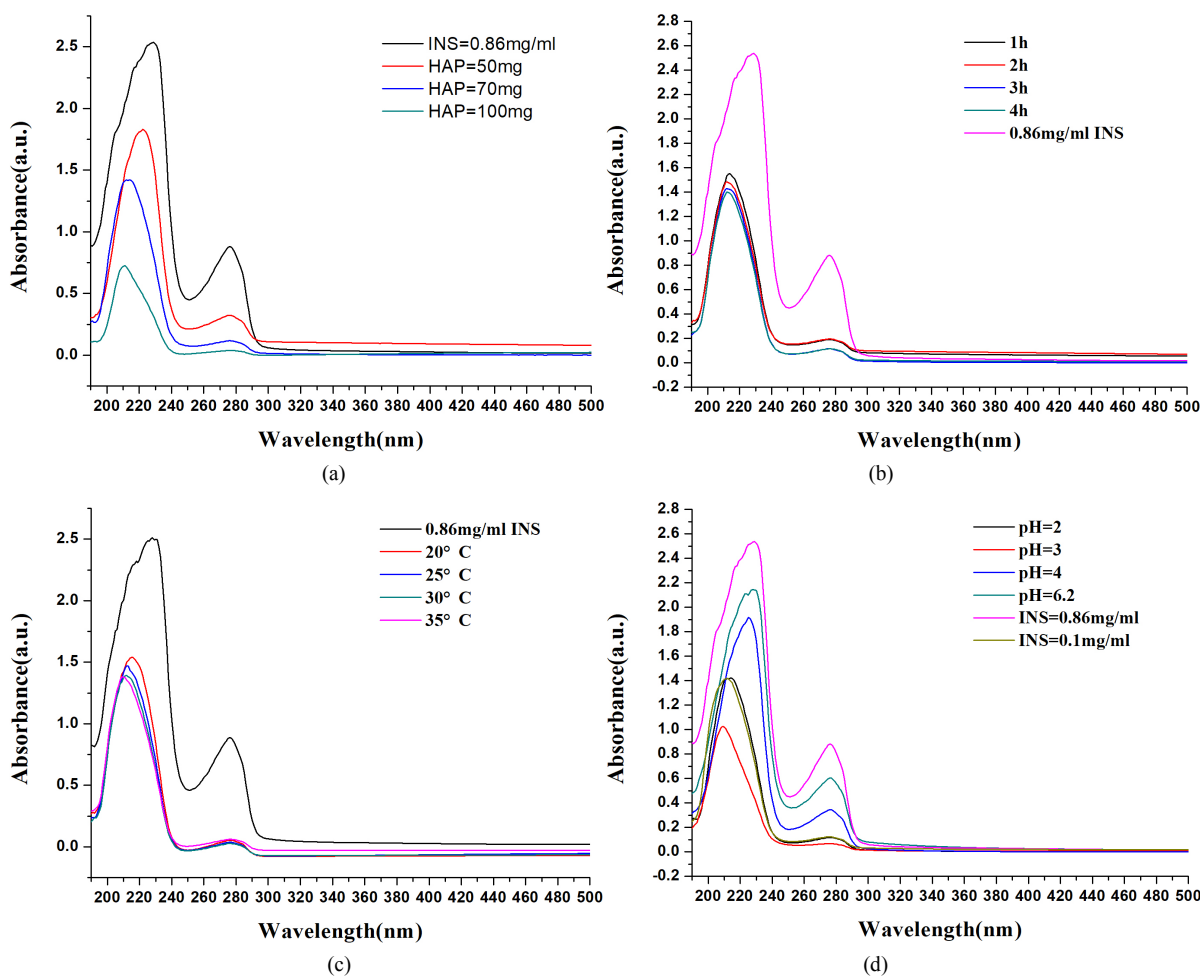 2.5
2.0
1.5
1.0
0.5
0.0
Absorbance(a.u.)
INS=0.86mg/ml
HAP=50mg
HAP=70mg
HAP=100mg
200 220 240 260 280 300 320 340 360 380 400 420 440 460 480 500
Wavelength(nm)
(a)
2.8
2.6
2.4
2.2
2.0
1.8
1.6
1.4
1.2
1.0
0.8
0.6
0.4
0.2
0.0
-0.2
Absorbance(a.u.)
1h
2h
3h
4h
0.86mg/ml INS
200 220 240 260 280 300 320 340 360 380 400 420 440 460 480 500
Wavelength(nm)
(b)
2.5
2.0
1.5
1.0
0.5
0.0
Absorbance(a.u.)
0.86mg/ml INS
20° C
25° C
30° C
35° C
200 220 240 260 280 300 320 340 360 380 400 420 440 460 480 500
Wavelength(nm)
(c)
2.8
2.6
2.4
2.2
2.0
1.8
1.6
1.4
1.2
1.0
0.8
0.6
0.4
0.2
0.0
-0.2
Absorbance(a.u.)
pH=2
pH=3
pH=4
pH=6.2
INS=0.86mg/ml
INS=0.1mg/ml
200 220 240 260 280 300 320 340 360 380 400 420 440 460 480 500
Wavelength(nm)
(d)